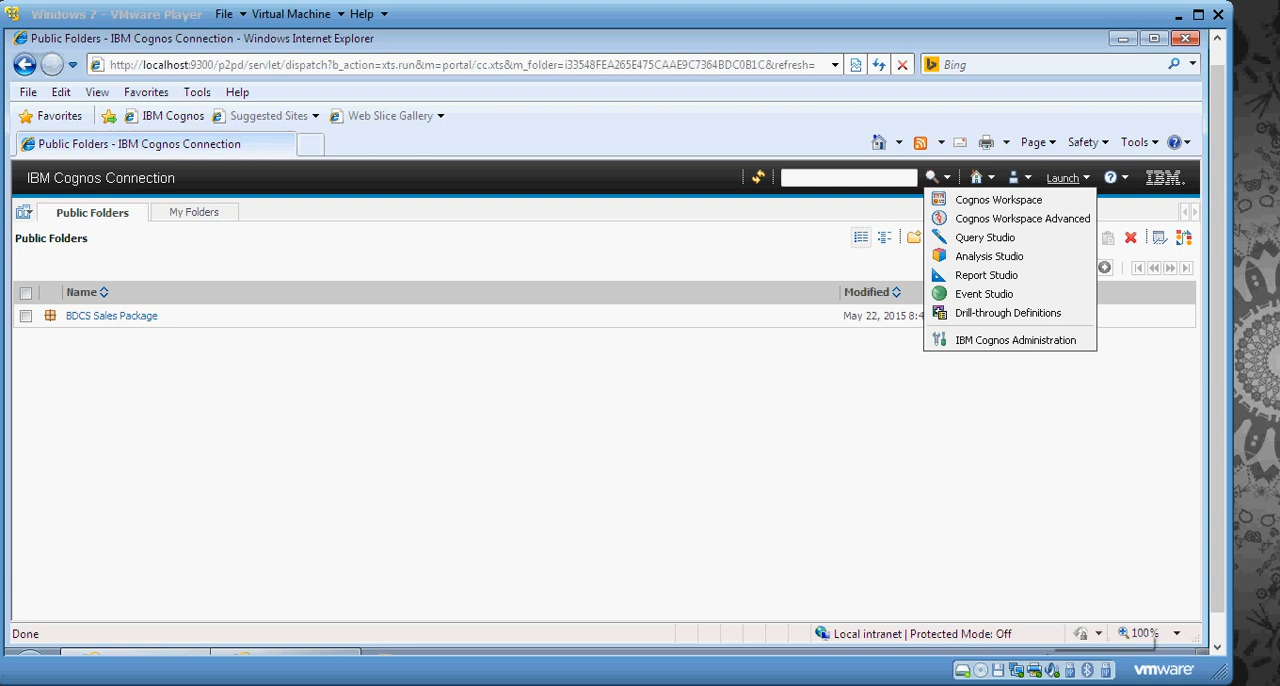 Windows 7 - VMware Player File Virtual Machine Help
Public Folders - IBM Cognos Connection - Windows Internet Explorer
http://localhost:9300/p2pd/servlet/dispatch?b_action=xts.run&m=portal/cc.xts&m_folder=i33548FEA265E475CAAE9C7364BDC0B1C&refresh= Bing
File Edit View Favorites Tools Help
Favorites IBM Cognos Suggested Sites Web Slice Gallery
Public Folders - IBM Cognos Connection Page Safety Tools
IBM Cognos Connection Launch IBM.
Public Folders My Folders
Public Folders
Name Modified
BDCS Sales Package May 22, 2015 8:4
Cognos Workspace
Cognos Workspace Advanced
Query Studio
Analysis Studio
Report Studio
Event Studio
Drill-through Definitions
IBM Cognos Administration
Done Local intranet | Protected Mode: Off 100%
vmware